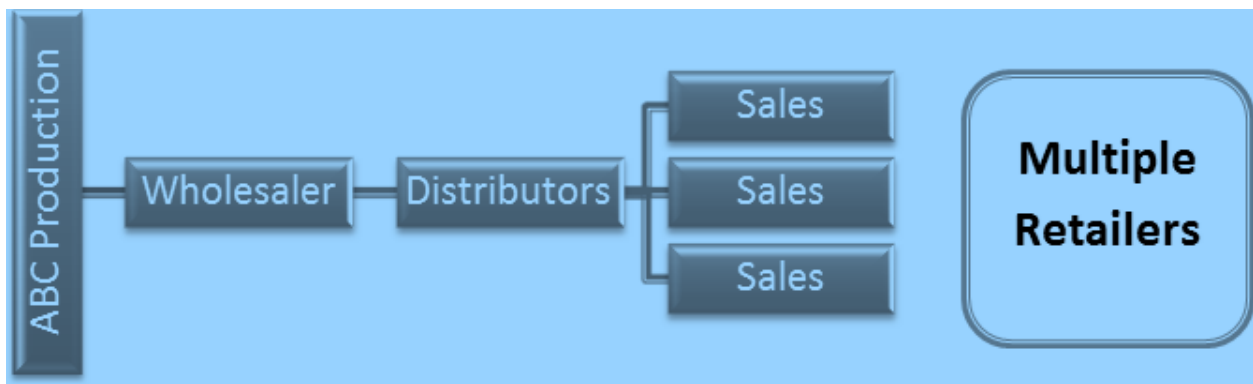 ABC Production
Wholesaler
Distributors
Sales
Sales
Sales
Multiple
Retailers